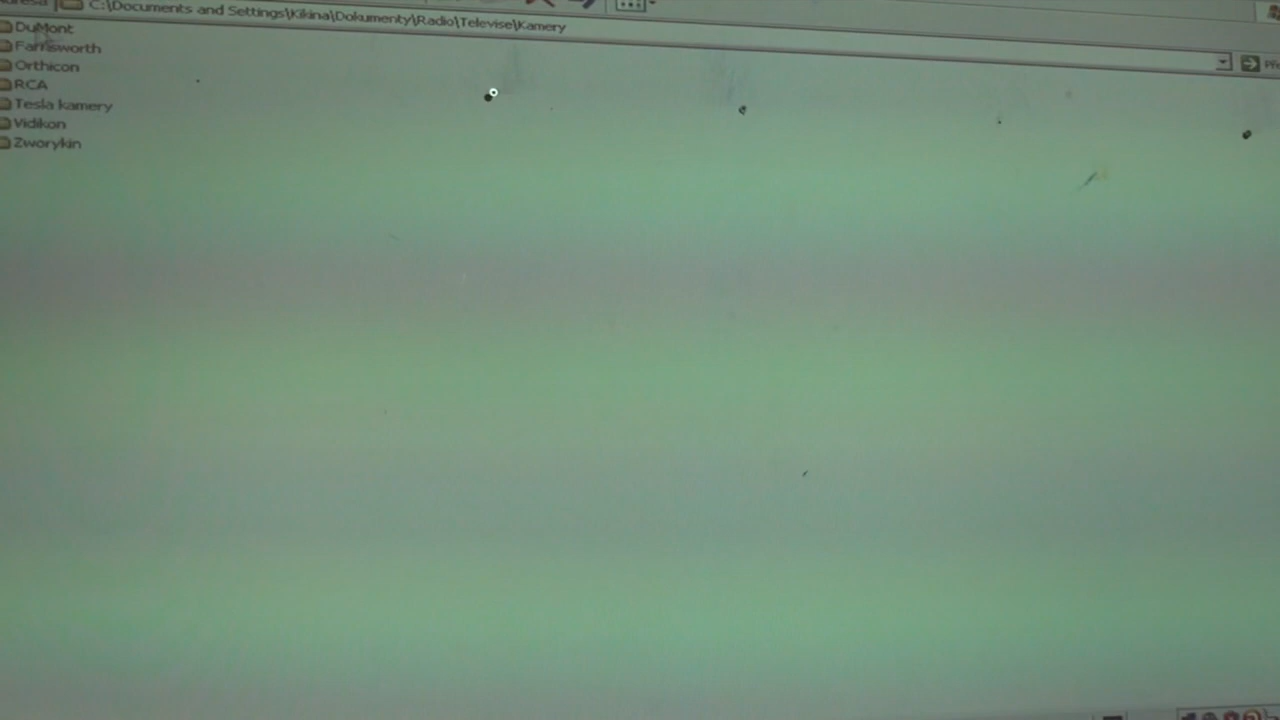 C:\Documents and Settings\Kikina\Dokumenty\Radio\Televise\Kamery
DuMont
Farnsworth
Orthicon
RCA
Tesla kamery
Vidikon
Zworykin